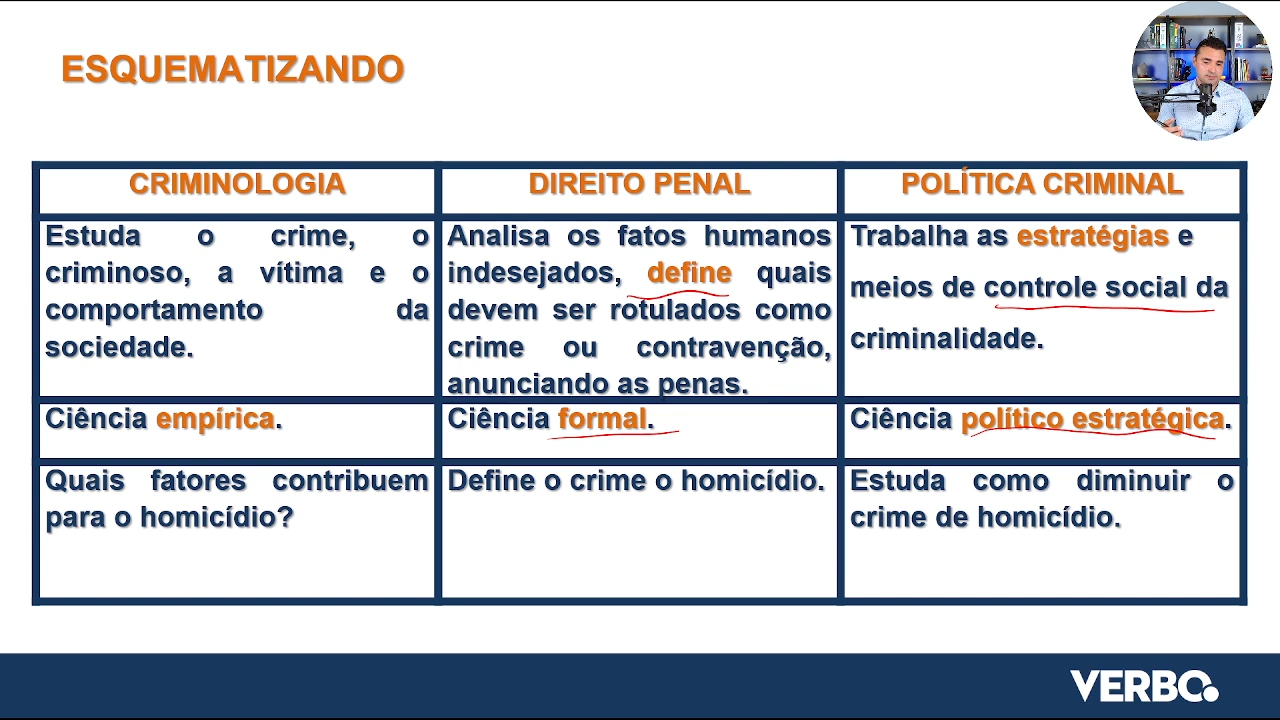 ESQUEMATIZANDO
CRIMINOLOGIA
DIREITO PENAL
POLÍTICA CRIMINAL
Estuda o crime, o
criminoso, a vítima e o
comportamento da
sociedade.
Analisa os fatos humanos
indesejados, define quais
devem ser rotulados como
crime ou contravenção,
anunciando as penas.
Trabalha as estratégias e
meios de controle social da
criminalidade.
Ciência empírica.
Ciência formal.
Ciência político estratégica.
Quais fatores contribuem
para o homicídio?
Define o crime o homicídio.
Estuda como diminuir o
crime de homicídio.
VERBO